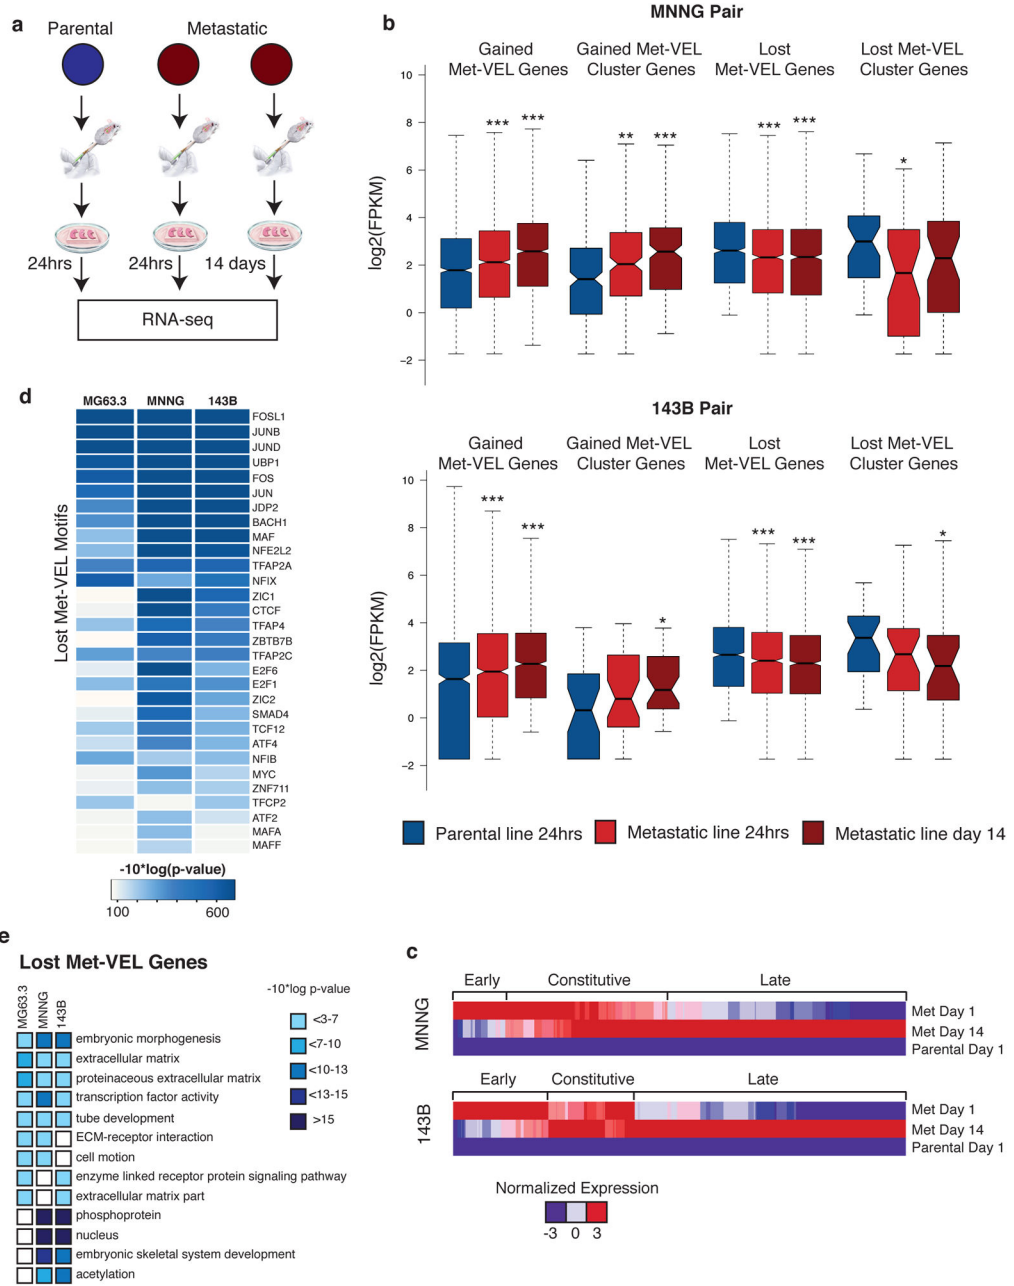 a
Parental
Metastatic
24hrs
24hrs
14 days
RNA-seq
b
MNNG Pair
Gained
Met-VEL Genes
Gained Met-VEL
Cluster Genes
Lost
Met-VEL Genes
Lost Met-VEL
Cluster Genes
log2(FPKM)
10
8
6
4
2
0
−2
***
***
**
***
***
***
*
143B Pair
Gained
Met-VEL Genes
Gained Met-VEL
Cluster Genes
Lost
Met-VEL Genes
Lost Met-VEL
Cluster Genes
log2(FPKM)
10
8
6
4
2
0
−2
***
***
*
***
***
*
Parental line 24hrs
Metastatic line 24hrs
Metastatic line day 14
d
MG63.3
MNNG
143B
Lost Met-VEL Motifs
FOSL1
JUNB
JUND
UBP1
FOS
JUN
JDP2
BACH1
MAF
NFE2L2
TFAP2A
NFIX
ZIC1
CTCF
TFAP4
ZBTB7B
TFAP2C
E2F6
E2F1
ZIC2
SMAD4
TCF12
ATF4
NFIB
MYC
ZNF711
TFCP2
ATF2
MAFA
MAFF
-10*log(p-value)
100
600
e
Lost Met-VEL Genes
MG63.3
MNNG
143B
embryonic morphogenesis
extracellular matrix
proteinaceous extracellular matrix
transcription factor activity
tube development
ECM-receptor interaction
cell motion
enzyme linked receptor protein signaling pathway
extracellular matrix part
phosphoprotein
nucleus
embryonic skeletal system development
acetylation
-10*log p-value
<3-7
<7-10
<10-13
<13-15
>15
c
MNNG
Early
Constitutive
Late
Met Day 1
Met Day 14
Parental Day 1
143B
Early
Constitutive
Late
Met Day 1
Met Day 14
Parental Day 1
Normalized Expression
-3
0
3